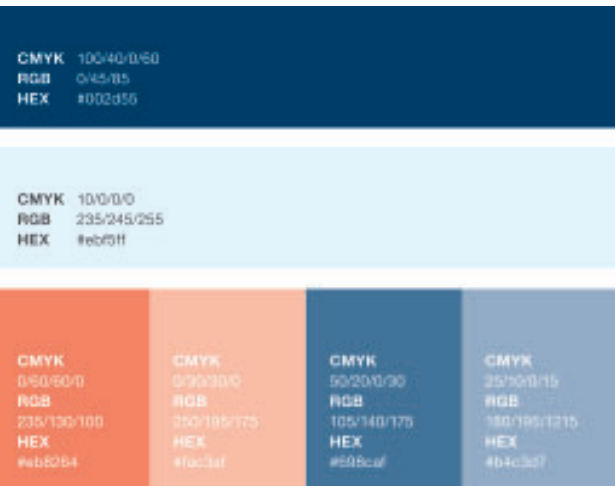 CMYK 100/40/0/60
RGB 0/45/85
HEX #002d55
CMYK 10/0/0/0
RGB 235/245/255
HEX #ebf5ff
CMYK
0/60/60/0
RGB
235/130/100
HEX
#eb8264
CMYK
0/30/30/0
RGB
250/195/175
HEX
#fac3af
CMYK
50/20/0/30
RGB
105/140/175
HEX
#698caf
CMYK
25/10/0/15
RGB
180/195/1215
HEX
#b4c3d7